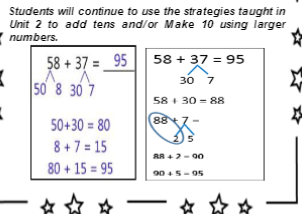 Students will continue to use the strategies taught in
Unit 2 to add tens and/or Make 10 using larger
numbers.
58 + 37 = 95
50 8 30 7
50+30 = 80
8 + 7 = 15
80 + 15 = 95
58 + 37 = 95
30 7
58 + 30 = 88
88 + 7 =
2 5
88 + 2 = 90
90 + 5 = 95